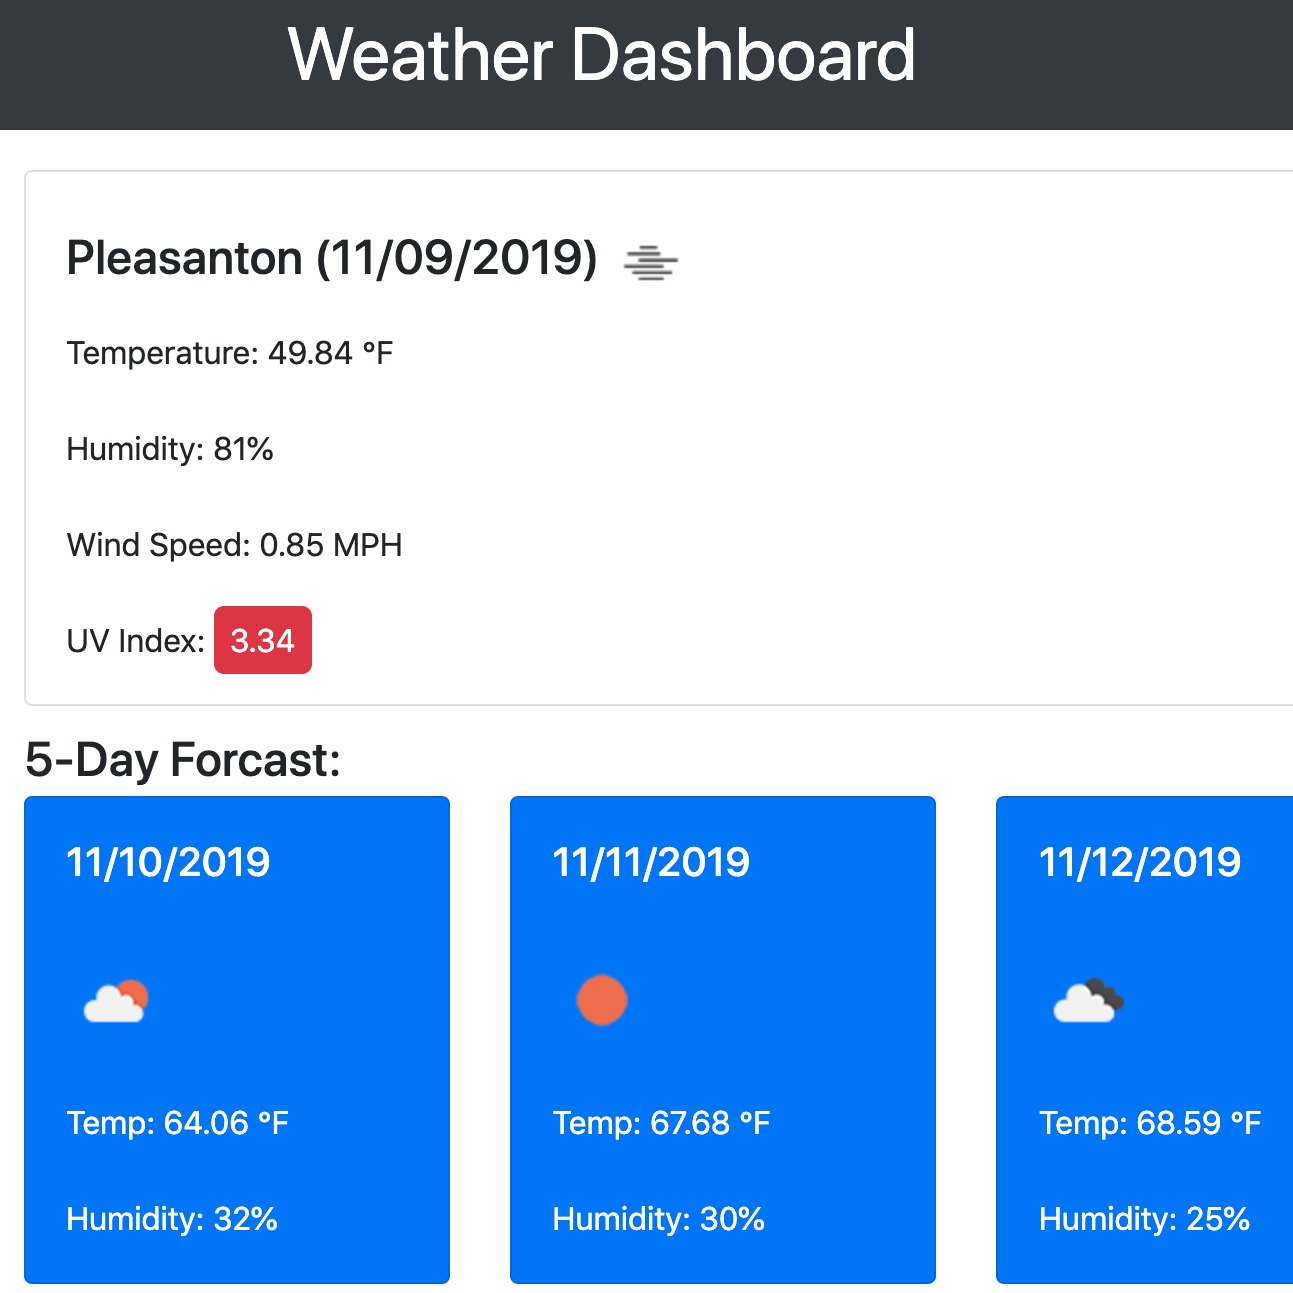 Weather Dashboard
Pleasanton (11/09/2019)
Temperature: 49.84 °F
Humidity: 81%
Wind Speed: 0.85 MPH
UV Index: 3.34
5-Day Forcast:
11/10/2019
Temp: 64.06 °F
Humidity: 32%
11/11/2019
Temp: 67.68 °F
Humidity: 30%
11/12/2019
Temp: 68.59 °F
Humidity: 25%